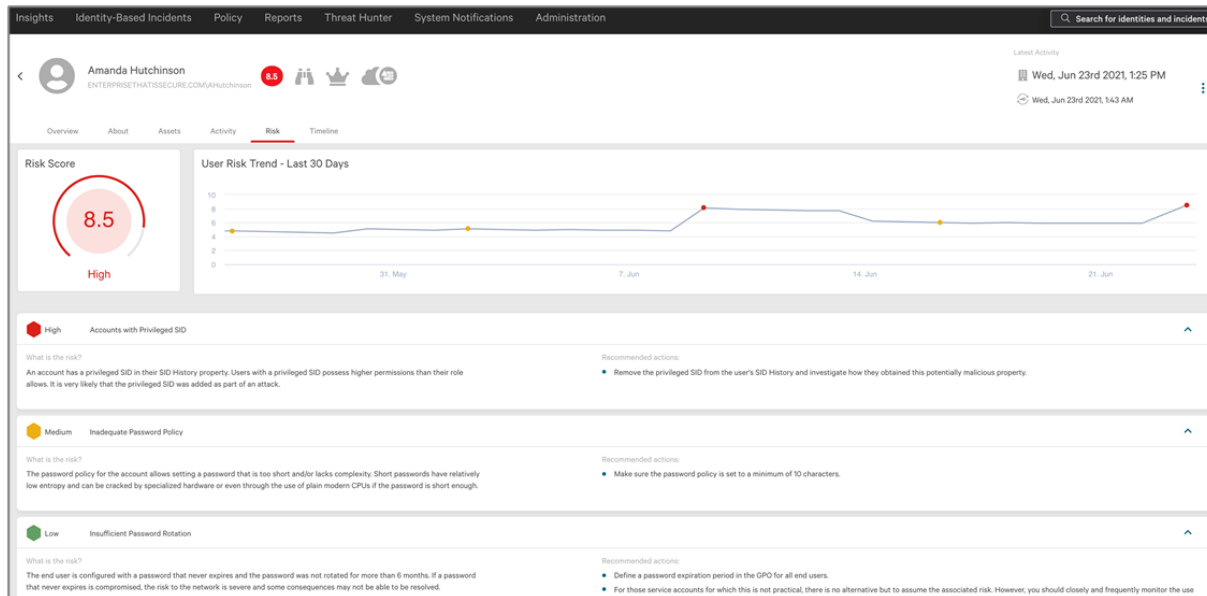 Insights Identity-Based Incidents Policy Reports Threat Hunter System Notifications Administration Search for identities and incidents
Amanda Hutchinson
ENTERPRISETHATISSECURE.COM\AHutchinson
8.5
Latest Activity
Wed, Jun 23rd 2021, 1:25 PM
Wed, Jun 23rd 2021, 1:43 AM
Overview About Assets Activity Risk Timeline
Risk Score
8.5
High
User Risk Trend - Last 30 Days
10
8
6
4
2
0
31. May 7. Jun 14. Jun 21. Jun
High Accounts with Privileged SID
What is the risk?
An account has a privileged SID in their SID History property. Users with a privileged SID possess higher permissions than their role
allows. It is very likely that the privileged SID was added as part of an attack.
Recommended actions:
Remove the privileged SID from the user's SID History and investigate how they obtained this potentially malicious property.
Medium Inadequate Password Policy
What is the risk?
The password policy for the account allows setting a password that is too short and/or lacks complexity. Short passwords have relatively
low entropy and can be cracked by specialized hardware or even through the use of plain modern CPUs if the password is short enough.
Recommended actions:
Make sure the password policy is set to a minimum of 10 characters.
Low Insufficient Password Rotation
What is the risk?
The end user is configured with a password that never expires and the password was not rotated for more than 6 months. If a password
that never expires is compromised, the risk to the network is severe and some consequences may not be able to be resolved.
Recommended actions:
Define a password expiration period in the GPO for all end users.
For those service accounts for which this is not practical, there is no alternative but to assume the associated risk. However, you should closely and frequently monitor the use